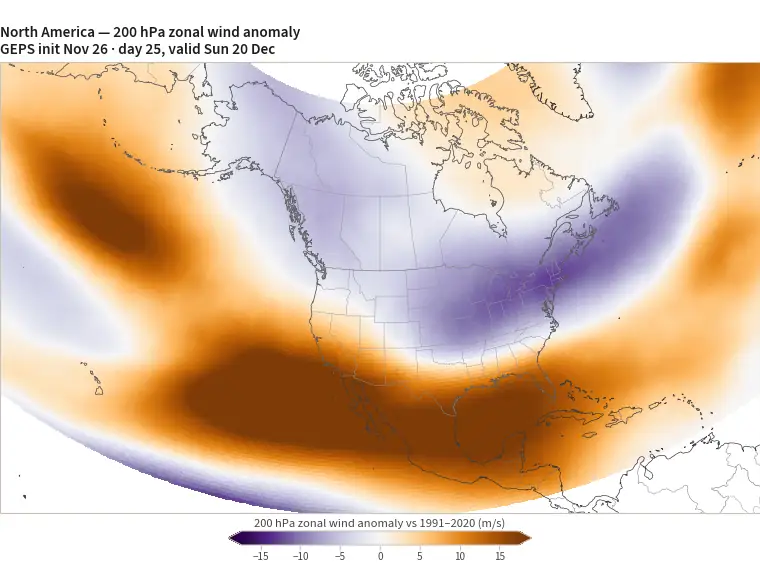 North America — 200 hPa zonal wind anomaly
GEPS init Nov 26 · day 25, valid Sun 20 Dec
200 hPa zonal wind anomaly vs 1991–2020 (m/s)
−15 −10 −5 0 5 10 15